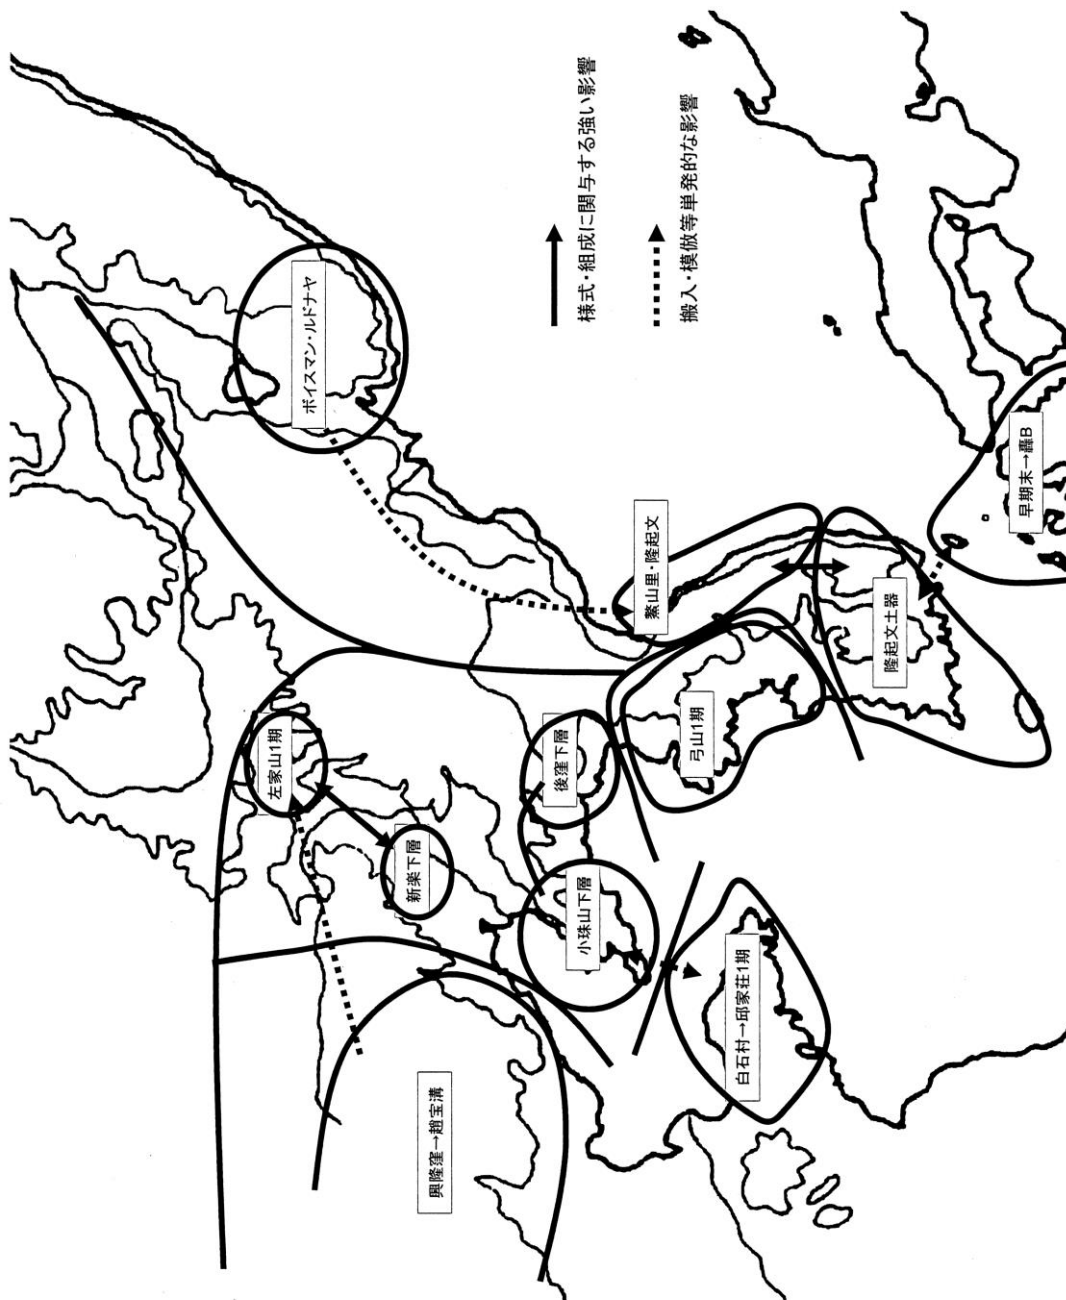 様式・組成に関与する強い影響
搬入・模倣等単発的な影響
ボイスマン・ルドナヤ
左家山1期
新楽下層
興隆窪→趙宝溝
後窪下層
小珠山下層
鰲山里・隆起文
弓山1期
白石村→邱家荘1期
隆起文土器
早期末→轟B